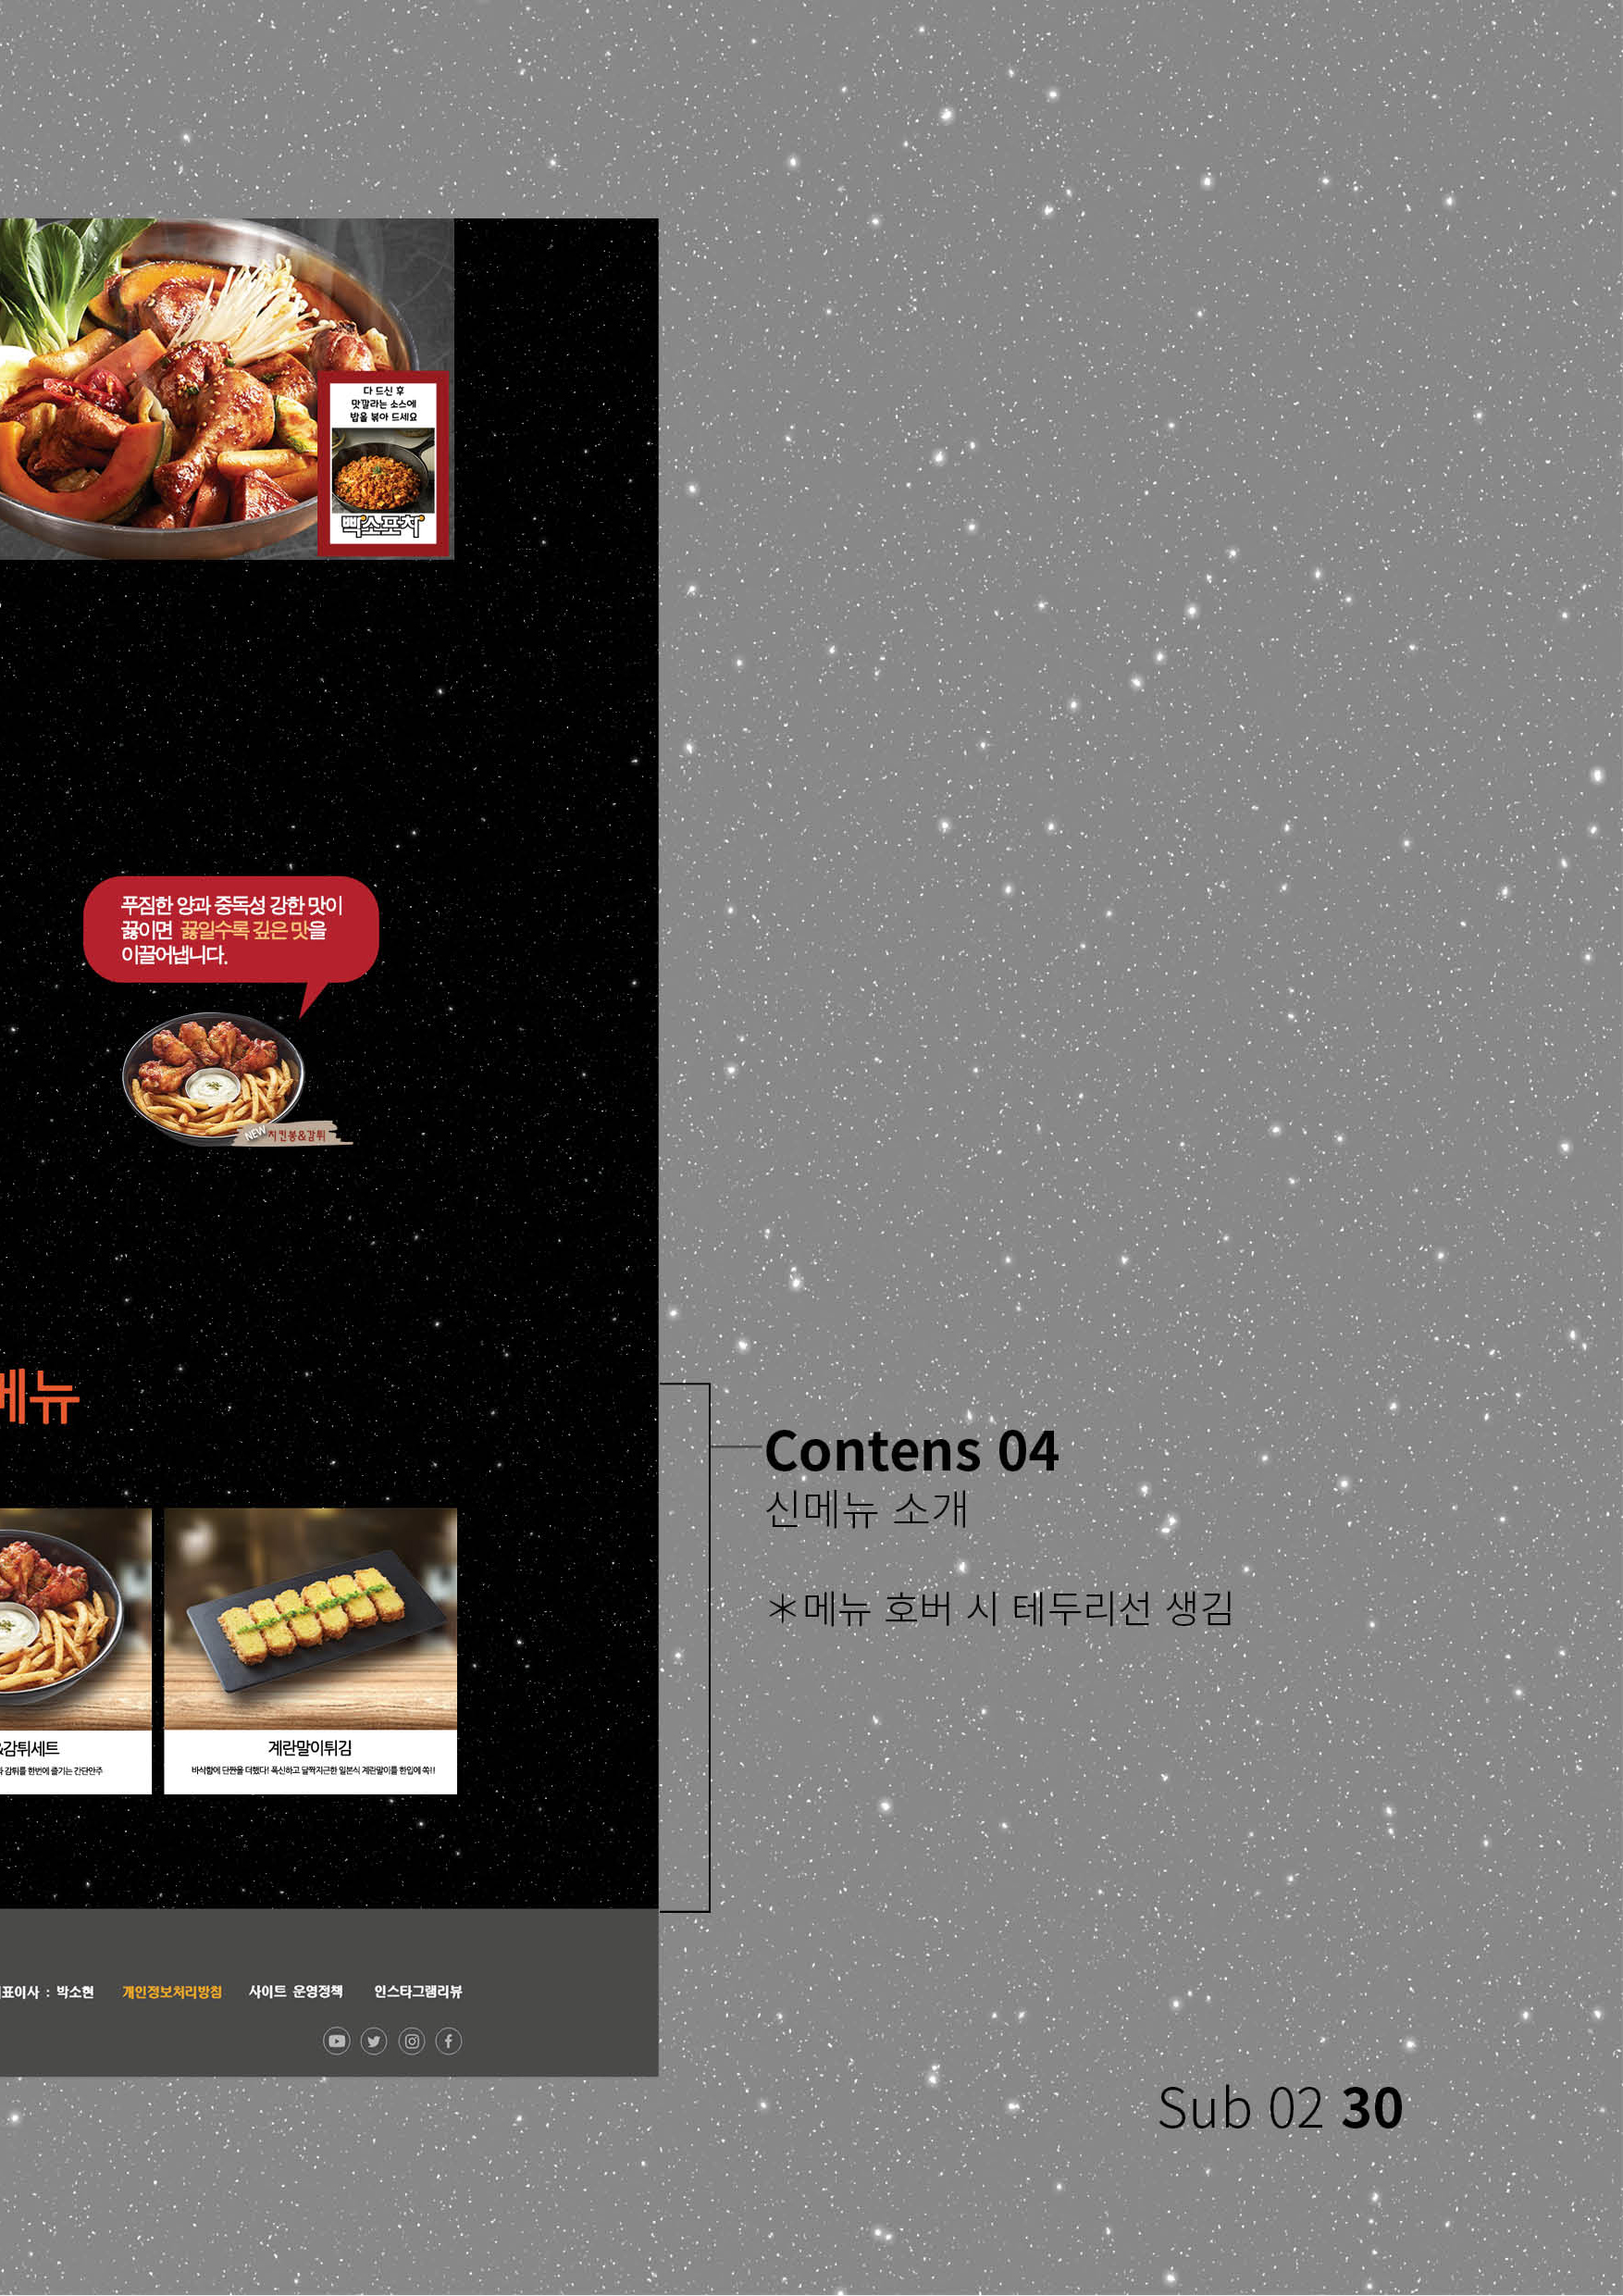 다 드신 후
맛깔라는 소스에
밥을 볶아 드세요
빡소포차
푸짐한 양과 중독성 강한 맛이
끓이면 끓일수록 깊은 맛을
이끌어냅니다.
NEW 치킨봉&감튀
메뉴
&감튀세트
감튀를 한번에 즐기는 간단안주
계란말이튀김
바삭함에 단짠을 더했다! 폭신하고 달짝지근한 일본식 계란말이를 한입에 쏙!!
Contens 04
신메뉴 소개
*메뉴 호버 시 테두리선 생김
표이사 : 박소현 개인정보처리방침 사이트 운영정책 인스타그램리뷰
Sub 02 30